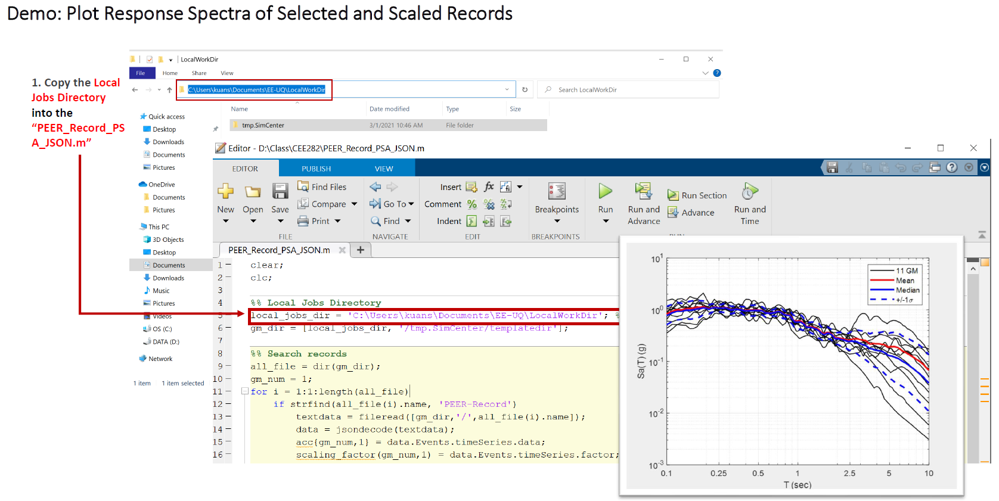 Demo: Plot Response Spectra of Selected and Scaled Records
1. Copy the Local
Jobs Directory
into the
“PEER_Record_PS
A_JSON.m”
LocalWorkDir
File Home Share View
C:\Users\kuans\Documents\EE-UQ\LocalWorkDir
Search LocalWorkDir
Name Date modified Type Size
tmp.SimCenter 3/1/2021 10:46 AM File folder
Quick access
Desktop
Downloads
Documents
Pictures
OneDrive
Documents
Pictures
This PC
3D Objects
Desktop
Documents
Downloads
Music
Pictures
Videos
OS (C:)
DATA (D:)
Network
1 item 1 item selected
Editor - D:\Class\CEE282\PEER_Record_PSA_JSON.m
EDITOR PUBLISH VIEW
New Open Save
Find Files
Compare
Print
FILE
Go To
Find
NAVIGATE
Insert fx fi
Comment % %
Indent
EDIT
Breakpoints
BREAKPOINTS
Run
Run and
Advance
Run Section
Advance
Run and
Time
PEER_Record_PSA_JSON.m
1 clear;
2 clc;
3
4 %% Local Jobs Directory
5 local_jobs_dir = 'C:\Users\kuans\Documents\EE-UQ\LocalWorkDir'; %
6 gm_dir = [local_jobs_dir, '/tmp.SimCenter/templatedir'];
7
8 %% Search records
9 all_file = dir(gm_dir);
10 gm_num = 1;
11 for i = 1:1:length(all_file)
12 if strfind(all_file(i).name, 'PEER-Record')
13 textdata = fileread([gm_dir,'/',all_file(i).name]);
14 data = jsondecode(textdata);
15 acc{gm_num,1} = data.Events.timeSeries.data;
16 scaling_factor(gm_num,1) = data.Events.timeSeries.factor;
11 GM
Mean
Median
+/-1σ
10^1
10^0
10^-1
10^-2
10^-3
Sa(T) (g)
0.1 0.25 0.5 1 2.5 5 10
T (sec)